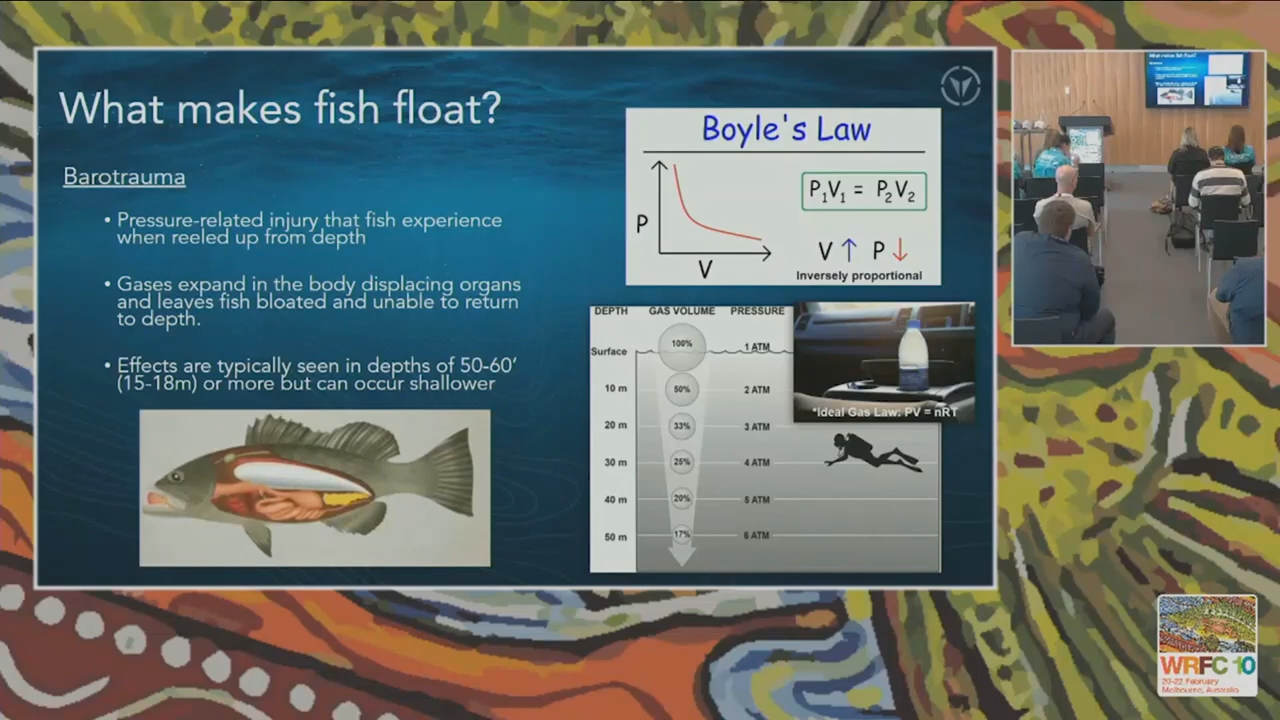 What makes fish float?
Barotrauma
• Pressure-related injury that fish experience
when reeled up from depth
• Gases expand in the body displacing organs
and leaves fish bloated and unable to return
to depth.
• Effects are typically seen in depths of 50-60'
(15-18m) or more but can occur shallower
Boyle's Law
P
V
P₁V₁ = P₂V₂
V ↑ P ↓
Inversely proportional
DEPTH GAS VOLUME PRESSURE
Surface 100% 1 ATM
10 m 50% 2 ATM
20 m 33% 3 ATM
30 m 25% 4 ATM
40 m 20% 5 ATM
50 m 17% 6 ATM
*Ideal Gas Law: PV = nRT
What makes fish float?
WRFC 10
20-22 February
Melbourne, Australia